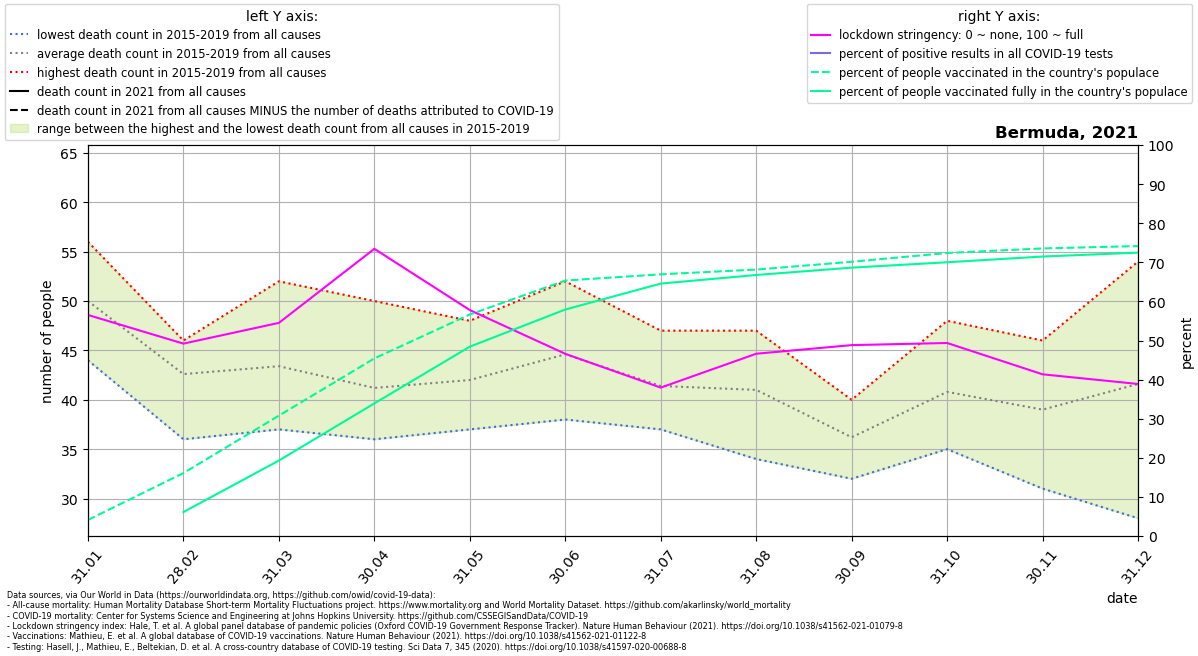 left Y axis:
lowest death count in 2015-2019 from all causes
average death count in 2015-2019 from all causes
highest death count in 2015-2019 from all causes
death count in 2021 from all causes
death count in 2021 from all causes MINUS the number of deaths attributed to COVID-19
range between the highest and the lowest death count from all causes in 2015-2019
right Y axis:
lockdown stringency: 0 ~ none, 100 ~ full
percent of positive results in all COVID-19 tests
percent of people vaccinated in the country's populace
percent of people vaccinated fully in the country's populace
Bermuda, 2021
65
60
55
50
45
40
35
30
number of people
100
90
80
70
60
50
40
30
20
10
0
percent
31.01
28.02
31.03
30.04
31.05
30.06
31.07
31.08
30.09
31.10
30.11
31.12
date
Data sources, via Our World in Data (https://ourworldindata.org, https://github.com/owid/covid-19-data):
- All-cause mortality: Human Mortality Database Short-term Mortality Fluctuations project. https://www.mortality.org and World Mortality Dataset. https://github.com/akarlinsky/world_mortality
- COVID-19 mortality: Center for Systems Science and Engineering at Johns Hopkins University. https://github.com/CSSEGISandData/COVID-19
- Lockdown stringency index: Hale, T. et al. A global panel database of pandemic policies (Oxford COVID-19 Government Response Tracker). Nature Human Behaviour (2021). https://doi.org/10.1038/s41562-021-01079-8
- Vaccinations: Mathieu, E. et al. A global database of COVID-19 vaccinations. Nature Human Behaviour (2021). https://doi.org/10.1038/s41562-021-01122-8
- Testing: Hasell, J., Mathieu, E., Beltekian, D. et al. A cross-country database of COVID-19 testing. Sci Data 7, 345 (2020). https://doi.org/10.1038/s41597-020-00688-8